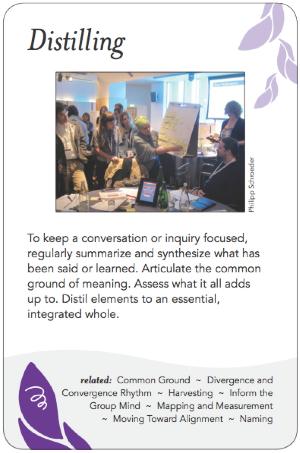 Distilling
Philipp Schroeder
To keep a conversation or inquiry focused,
regularly summarize and synthesize what has
been said or learned. Articulate the common
ground of meaning. Assess what it all adds
up to. Distil elements to an essential,
integrated whole.
related: Common Ground ~ Divergence and
Convergence Rhythm ~ Harvesting ~ Inform the
Group Mind ~ Mapping and Measurement
~ Moving Toward Alignment ~ Naming